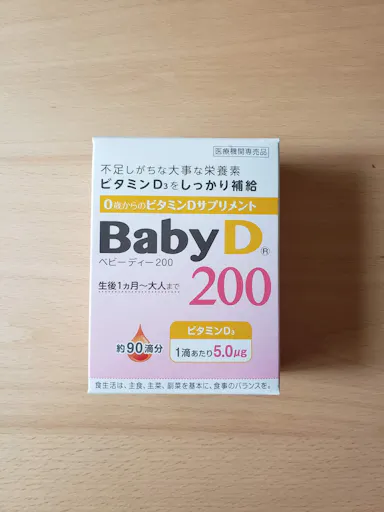 医療機関専売品
不足しがちな大事な栄養素
ビタミンD₃をしっかり補給
0歳からのビタミンDサプリメント
BabyD®
ベビーディー200
200
生後1ヵ月〜大人まで
約90滴分
ビタミンD₃
1滴あたり5.0μg
食生活は、主食、主菜、副菜を基本に、食事のバランスを。